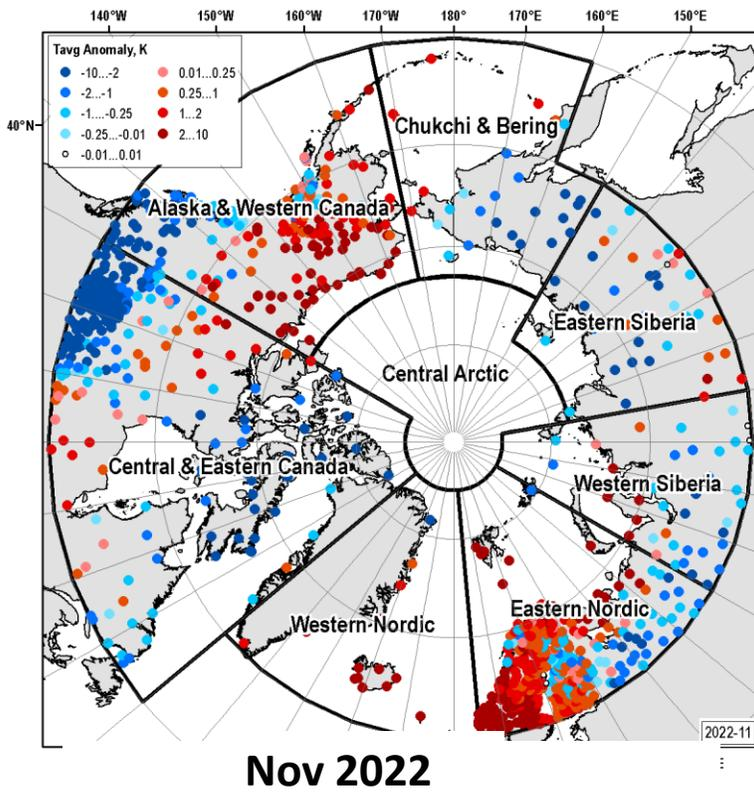 140°W 150°W 160°W 170°W 180° 170°E 160°E 150°E
Tavg Anomaly, K
-10...-2 0.01...0.25
-2...-1 0.25...1
-1....-0.25 1...2
-0.25...-0.01 2...10
-0.01...0.01
40°N
Chukchi & Bering
Alaska & Western Canada
Eastern Siberia
Central Arctic
Central & Eastern Canada
Western Siberia
Eastern Nordic
Western Nordic
2022-11
Nov 2022